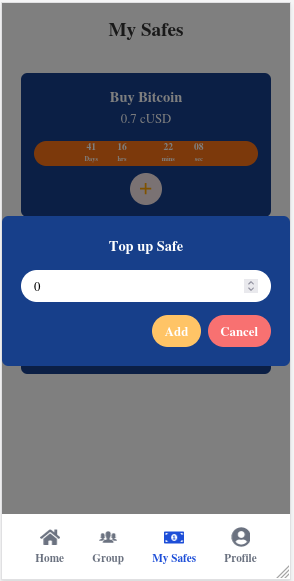 My Safes
Buy Bitcoin
0.7 cUSD
41 16 22 08
Days hrs mins sec
+
Top up Safe
0
Add Cancel
Home Group My Safes Profile